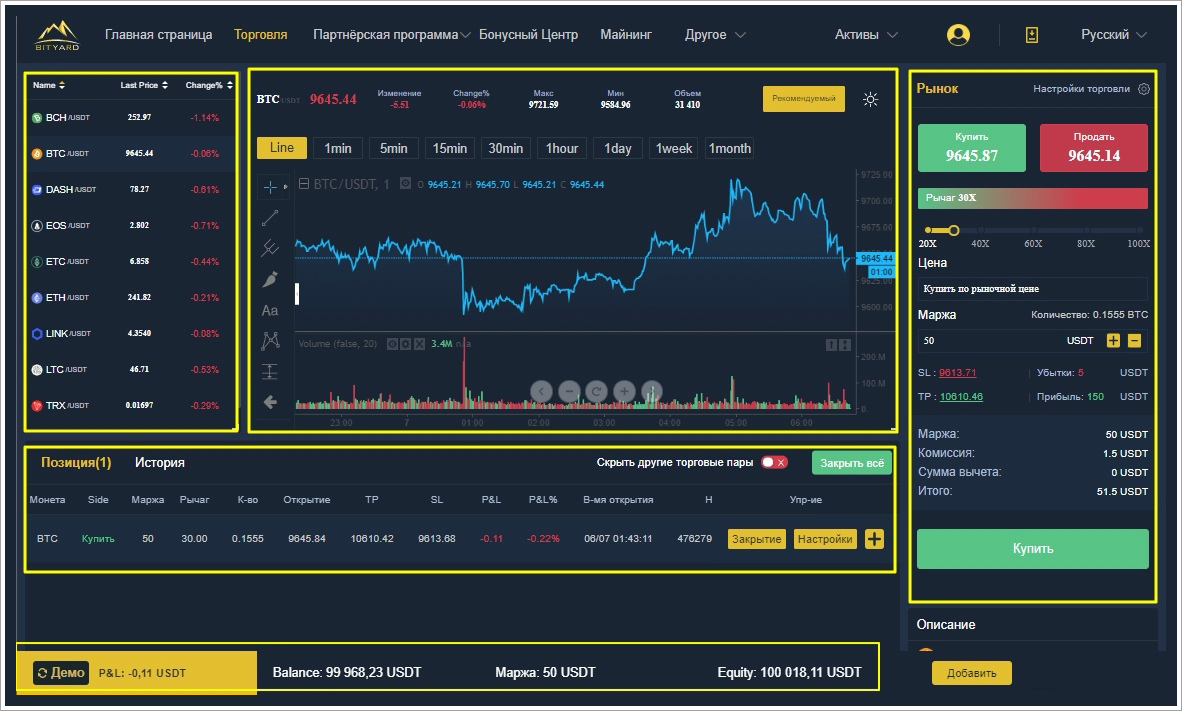 BITYARD
Главная страница Торговля Партнёрская программа Бонусный Центр Майнинг Другое Активы Русский
Name Last Price Change%
BCH /USDT 252.97 -1.14%
BTC /USDT 9645.44 -0.06%
DASH /USDT 78.27 -0.61%
EOS /USDT 2.802 -0.71%
ETC /USDT 6.858 -0.44%
ETH /USDT 241.82 -0.21%
LINK /USDT 4.3540 -0.08%
LTC /USDT 46.71 -0.53%
TRX /USDT 0.01697 -0.29%
BTC/USDT 9645.44
Изменение Change% Макс Мин Объем
-5.51 -0.06% 9721.59 9584.96 31 410
Рекомендуемый
Line 1min 5min 15min 30min 1hour 1day 1week 1month
BTC/USDT, 1 O 9645.21 H 9645.70 L 9645.21 C 9645.44
Aa
9725.00
9700.00
9675.00
9645.44
01:00
9625.00
9600.00
Volume (false, 20) 3.4M n/a
200.M
100.M
0
23:00 7 01:00 02:00 03:00 04:00 05:00 06:00
Рынок Настройки торговли
Купить Продать
9645.87 9645.14
Рычаг 30X
20X 40X 60X 80X 100X
Цена
Купить по рыночной цене
Маржа Количество: 0.1555 BTC
50 USDT + −
SL : 9613.71 | Убытки: 5 USDT
TP : 10610.46 | Прибыль: 150 USDT
Маржа: 50 USDT
Комиссия: 1.5 USDT
Сумма вычета: 0 USDT
Итого: 51.5 USDT
Купить
Описание
Добавить
Позиция(1) История Скрыть другие торговые пары X Закрыть всё
Монета Side Маржа Рычаг К-во Открытие TP SL P&L P&L% В-мя открытия Н Упр-ие
BTC Купить 50 30.00 0.1555 9645.84 10610.42 9613.68 -0.11 -0.22% 06/07 01:43:11 476279 Закрытие Настройки +
Демо P&L: -0,11 USDT Balance: 99 968,23 USDT Маржа: 50 USDT Equity: 100 018,11 USDT